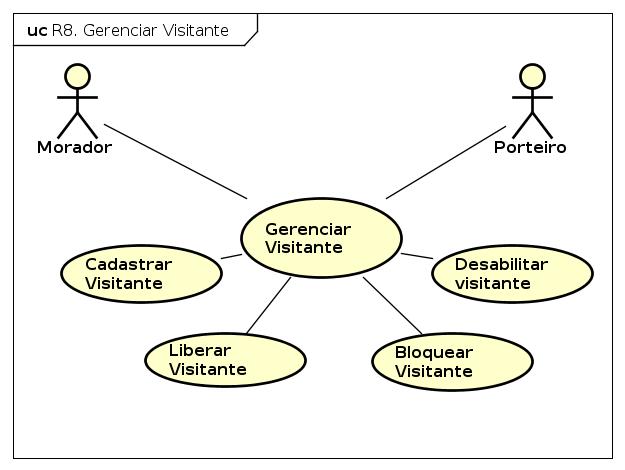 uc R8. Gerenciar Visitante
Morador
Porteiro
Gerenciar
Visitante
Cadastrar
Visitante
Desabilitar
visitante
Liberar
Visitante
Bloquear
Visitante